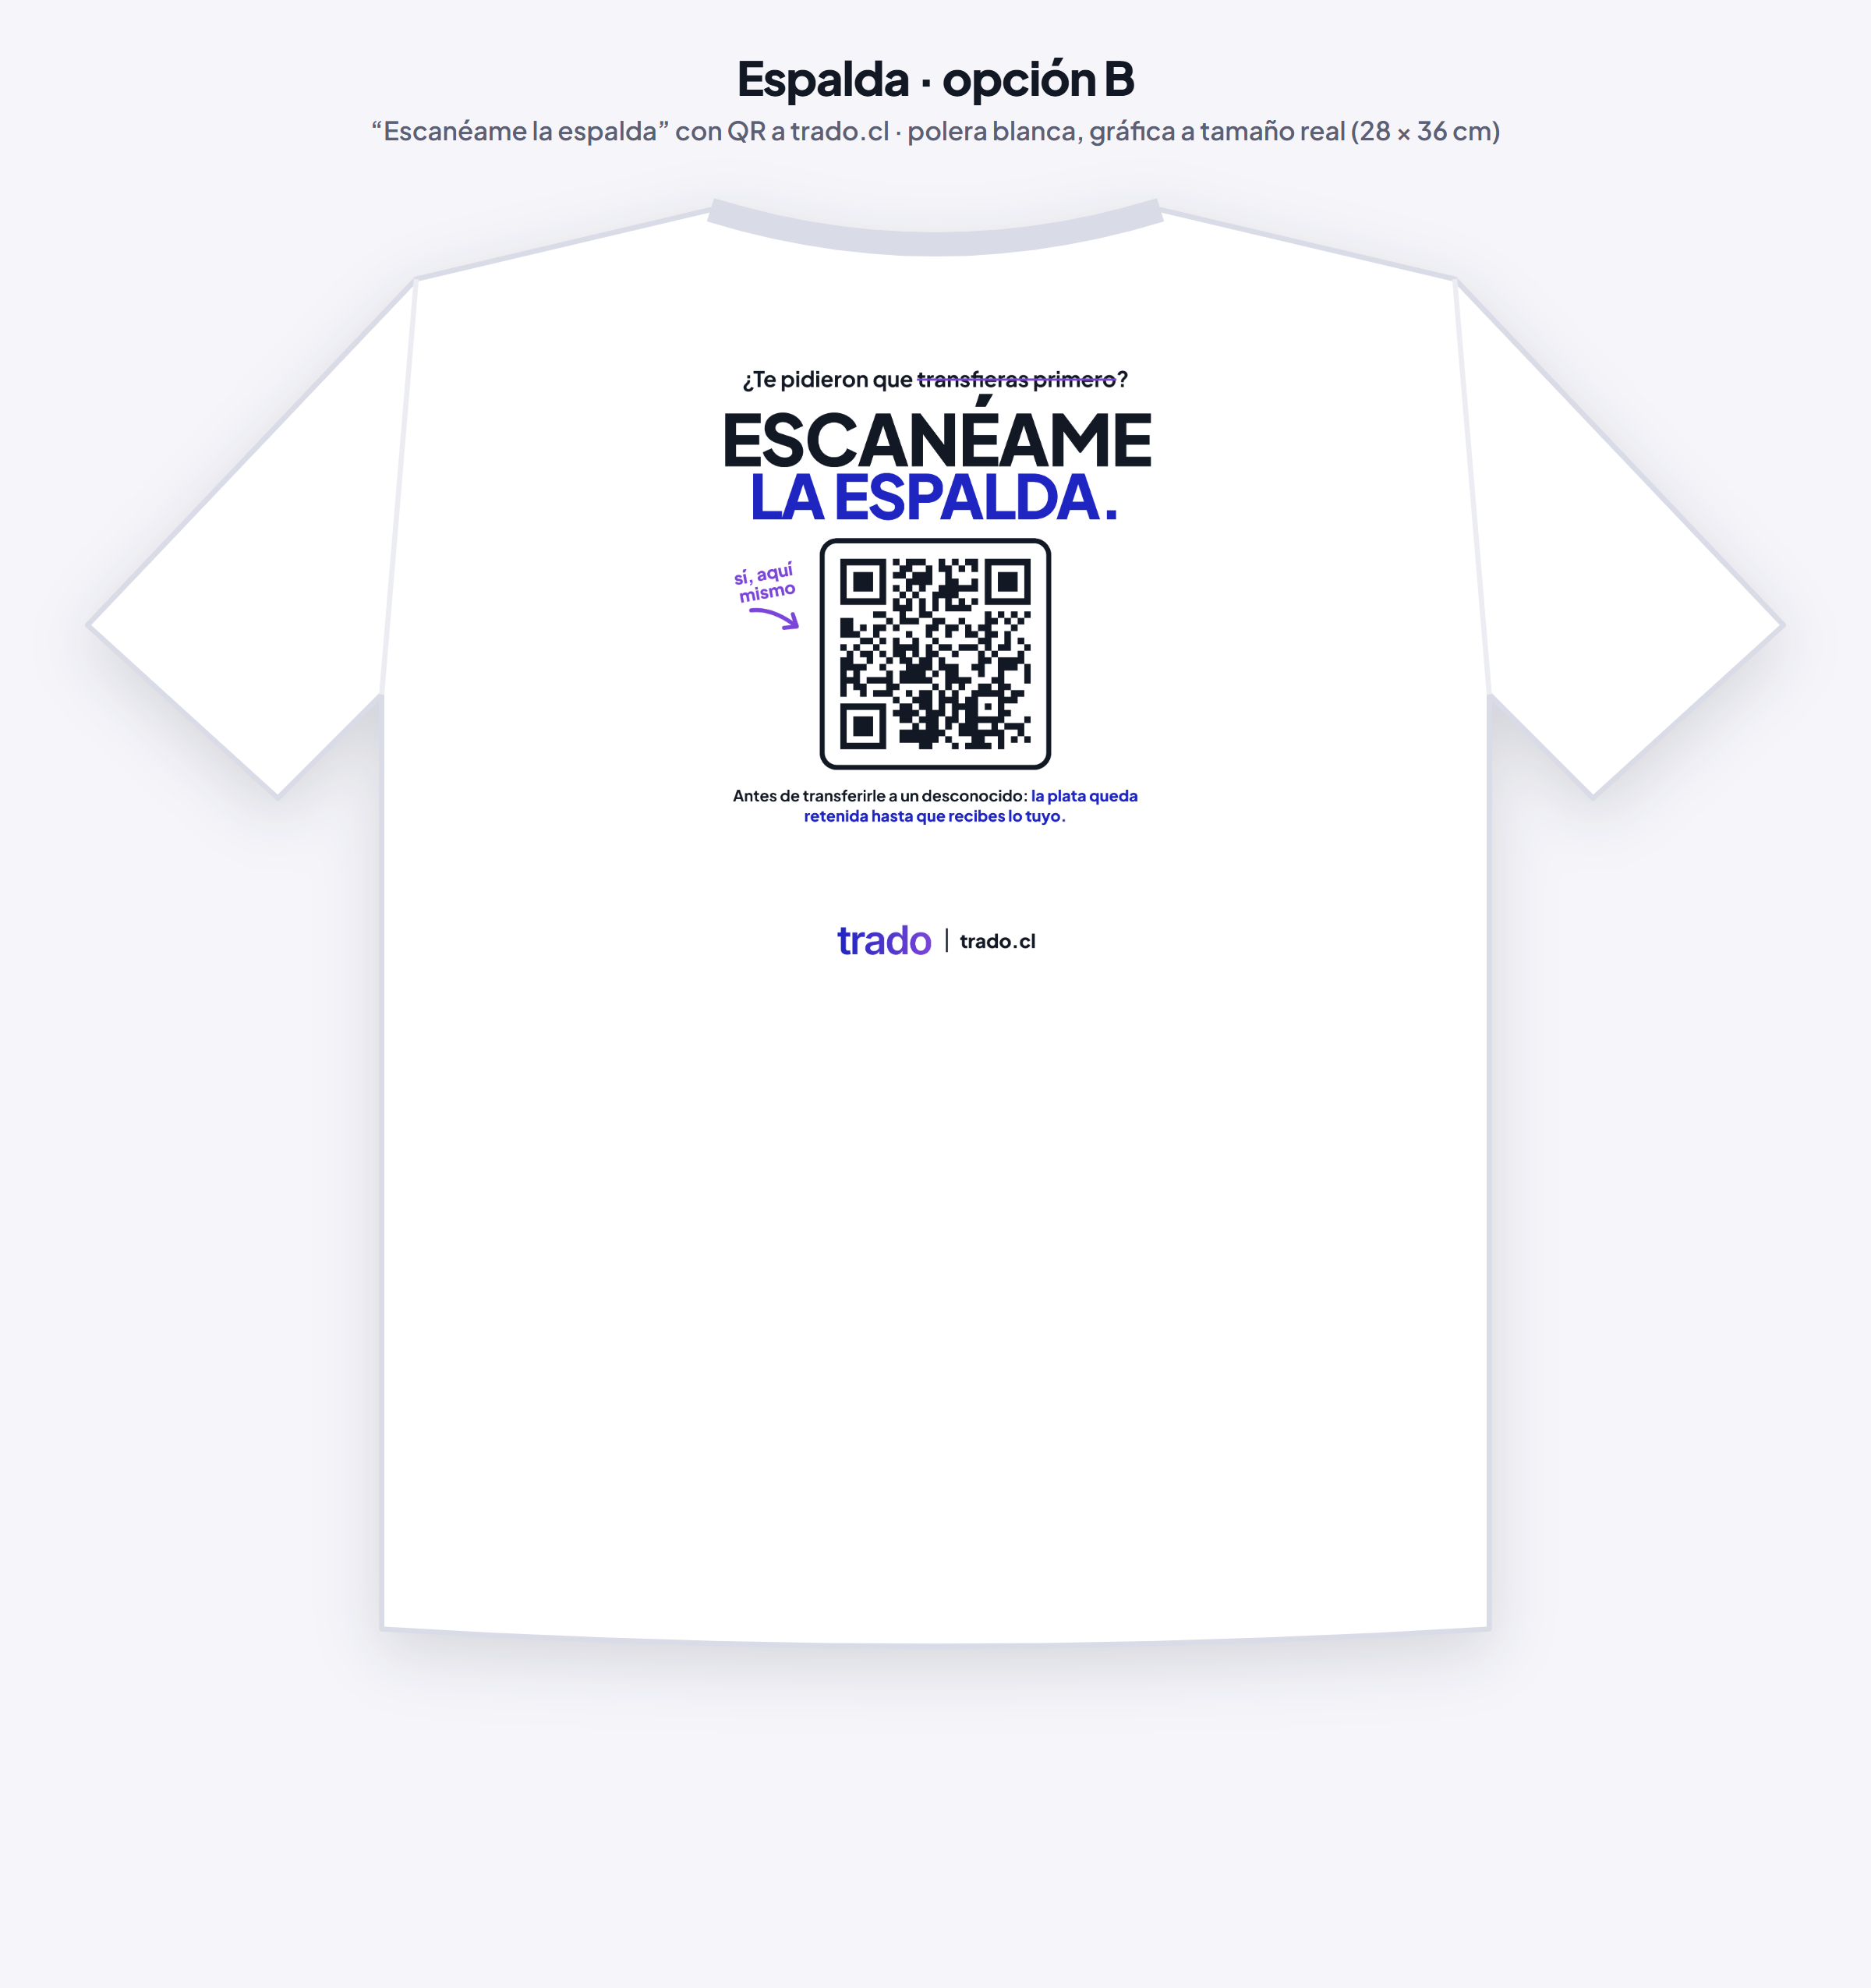 Espalda · opción B
“Escanéame la espalda” con QR a trado.cl · polera blanca, gráfica a tamaño real (28 × 36 cm)
¿Te pidieron que transfieras primero?
ESCANÉAME
LA ESPALDA.
sí, aquí
mismo
Antes de transferirle a un desconocido: la plata queda
retenida hasta que recibes lo tuyo.
trado | trado.cl